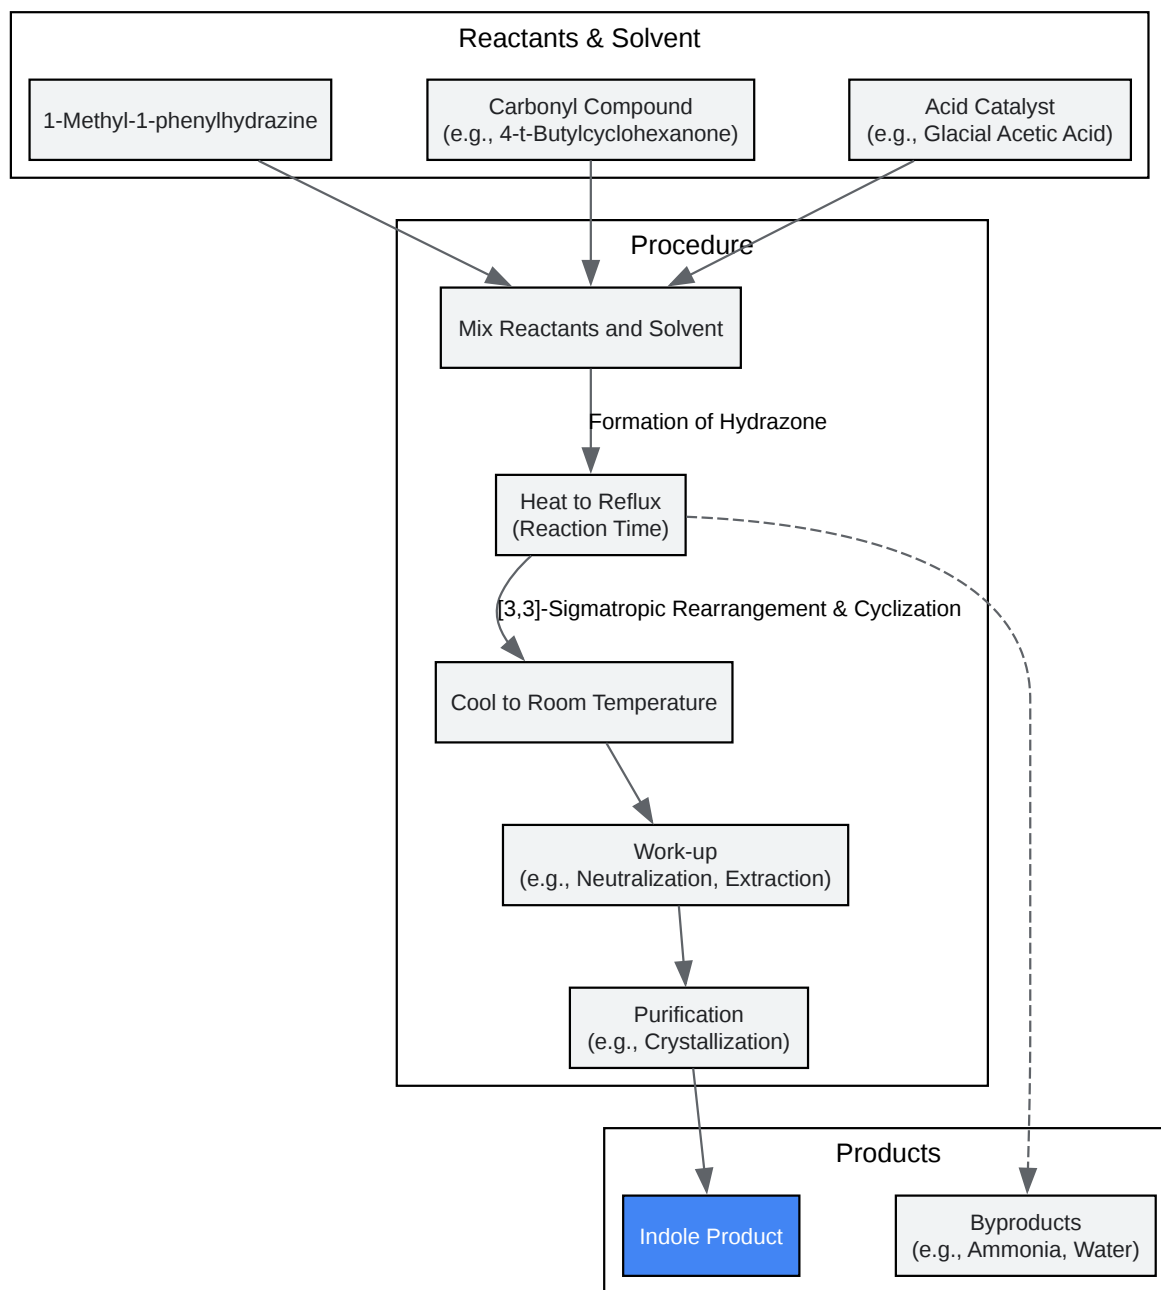 Reactants & Solvent
1-Methyl-1-phenylhydrazine
Carbonyl Compound
(e.g., 4-t-Butylcyclohexanone)
Acid Catalyst
(e.g., Glacial Acetic Acid)
Procedure
Mix Reactants and Solvent
Formation of Hydrazone
Heat to Reflux
(Reaction Time)
[3,3]-Sigmatropic Rearrangement & Cyclization
Cool to Room Temperature
Work-up
(e.g., Neutralization, Extraction)
Purification
(e.g., Crystallization)
Products
Indole Product
Byproducts
(e.g., Ammonia, Water)